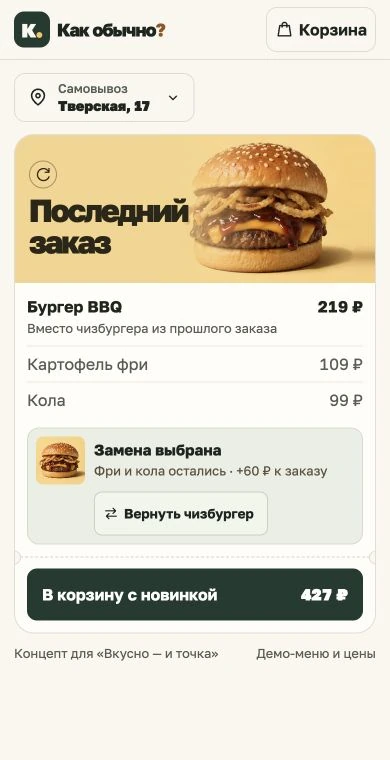 К.
Как обычно?
Корзина
Самовывоз
Тверская, 17
Последний
заказ
Бургер BBQ 219 ₽
Вместо чизбургера из прошлого заказа
Картофель фри 109 ₽
Кола 99 ₽
Замена выбрана
Фри и кола остались · +60 ₽ к заказу
Вернуть чизбургер
В корзину с новинкой 427 ₽
Концепт для «Вкусно — и точка» Демо-меню и цены